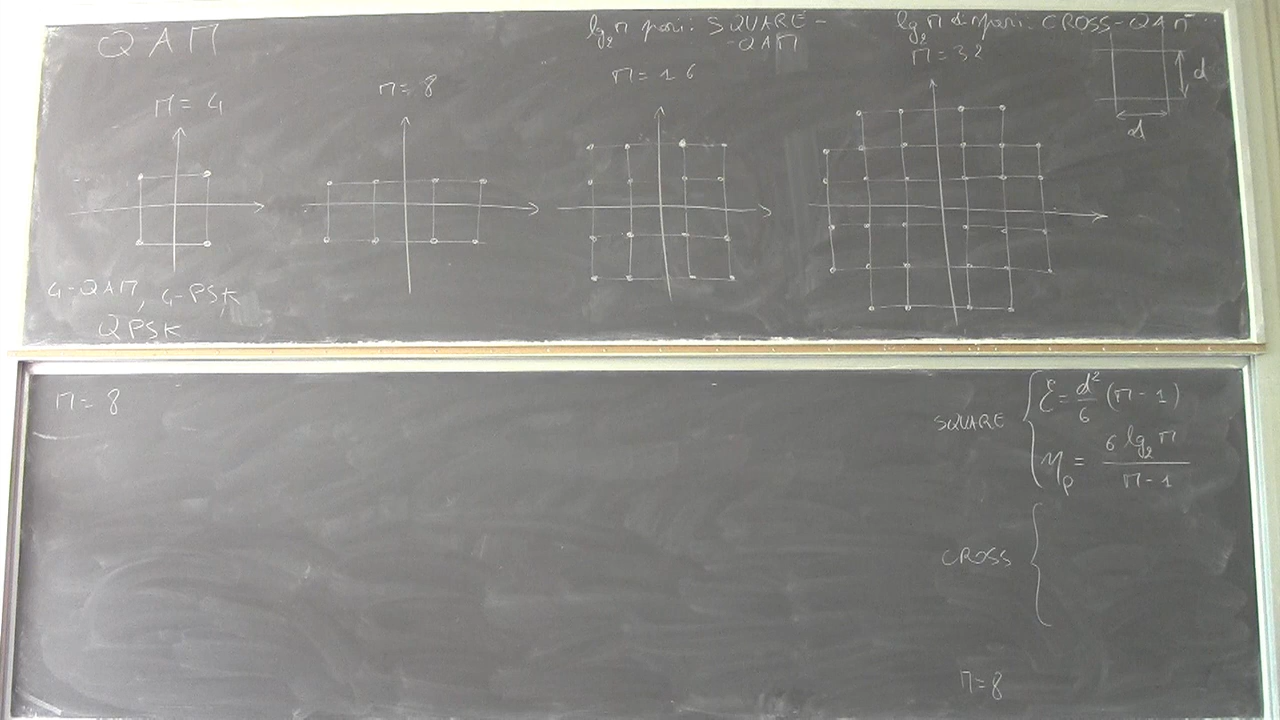 QAM
lg₂ M pari: SQUARE-
-QAM
lg₂ M dispari: CROSS-QAM
M = 4
M = 8
M = 16
M = 32
d
d
4-QAM, 4-PSK,
QPSK
M = 8
SQUARE { ℰ = d²/6 (M - 1)
η_p = 6 lg₂ M / M - 1
CROSS {
M = 8